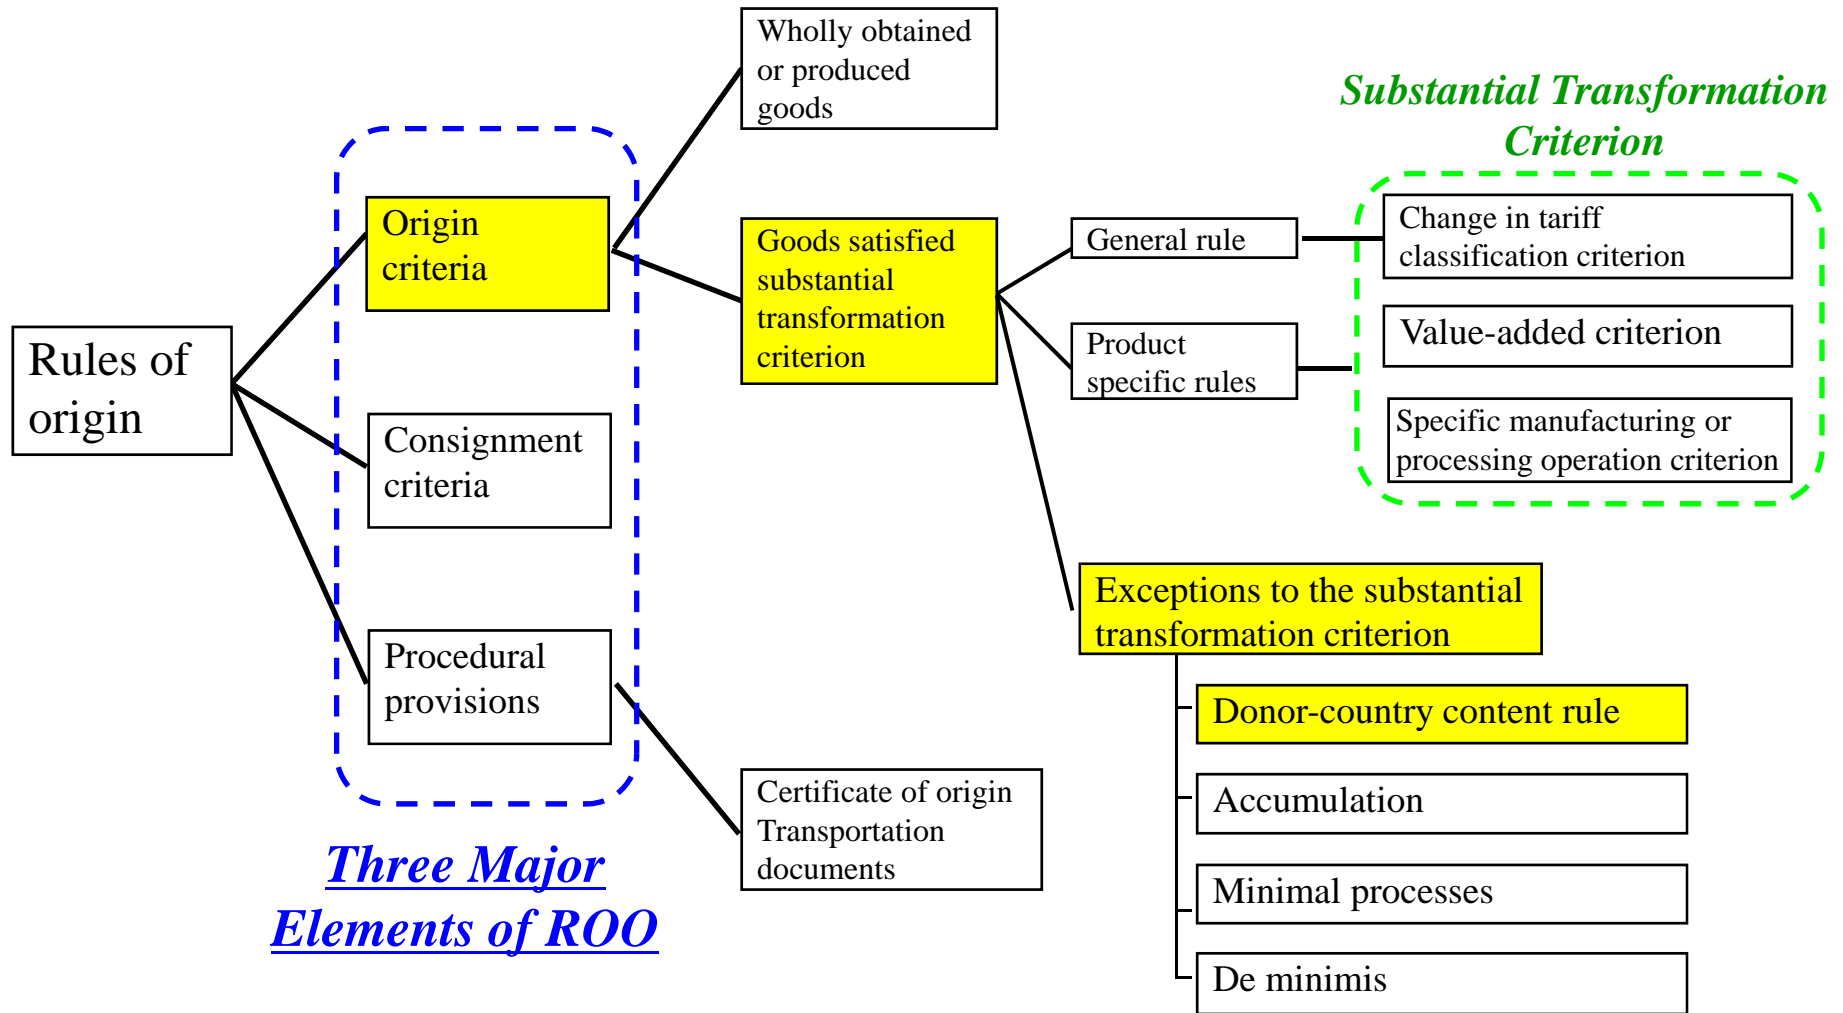 Rules of
origin
Origin
criteria
Consignment
criteria
Procedural
provisions
Three Major
Elements of ROO
Wholly obtained
or produced
goods
Goods satisfied
substantial
transformation
criterion
Certificate of origin
Transportation
documents
General rule
Product
specific rules
Substantial Transformation
Criterion
Change in tariff
classification criterion
Value-added criterion
Specific manufacturing or
processing operation criterion
Exceptions to the substantial
transformation criterion
Donor-country content rule
Accumulation
Minimal processes
De minimis